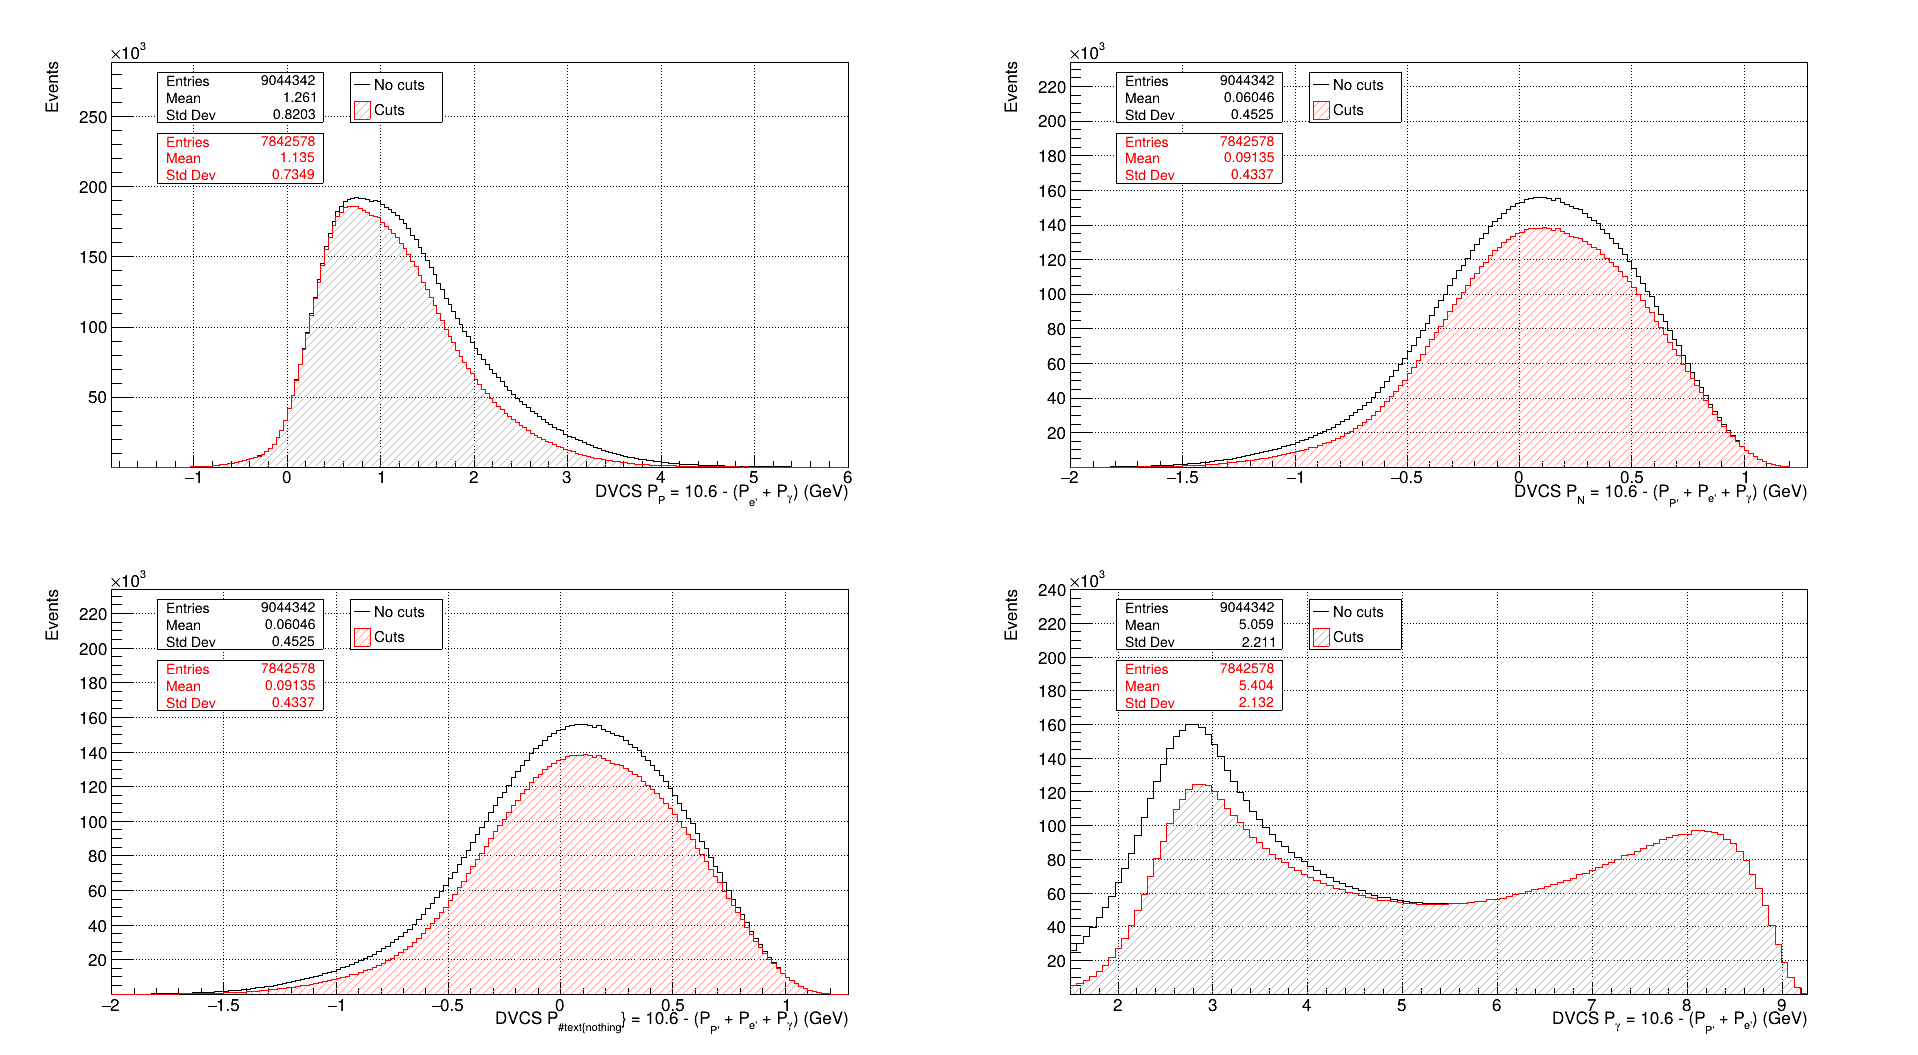 ×10³
Events
Entries 9044342
Mean 1.261
Std Dev 0.8203
Entries 7842578
Mean 1.135
Std Dev 0.7349
No cuts
Cuts
250
200
150
100
50
−1 0 1 2 3 4 5 6
DVCS P_P = 10.6 - (P_e' + P_γ) (GeV)
×10³
Events
Entries 9044342
Mean 0.06046
Std Dev 0.4525
Entries 7842578
Mean 0.09135
Std Dev 0.4337
No cuts
Cuts
220
200
180
160
140
120
100
80
60
40
20
−2 −1.5 −1 −0.5 0 0.5 1
DVCS P_N = 10.6 - (P_P' + P_e' + P_γ) (GeV)
×10³
Events
Entries 9044342
Mean 0.06046
Std Dev 0.4525
Entries 7842578
Mean 0.09135
Std Dev 0.4337
No cuts
Cuts
220
200
180
160
140
120
100
80
60
40
20
−2 −1.5 −1 −0.5 0 0.5 1
DVCS P_#text{nothing} = 10.6 - (P_P' + P_e' + P_γ) (GeV)
×10³
Events
Entries 9044342
Mean 5.059
Std Dev 2.211
Entries 7842578
Mean 5.404
Std Dev 2.132
No cuts
Cuts
240
220
200
180
160
140
120
100
80
60
40
20
2 3 4 5 6 7 8 9
DVCS P_γ = 10.6 - (P_P' + P_e') (GeV)